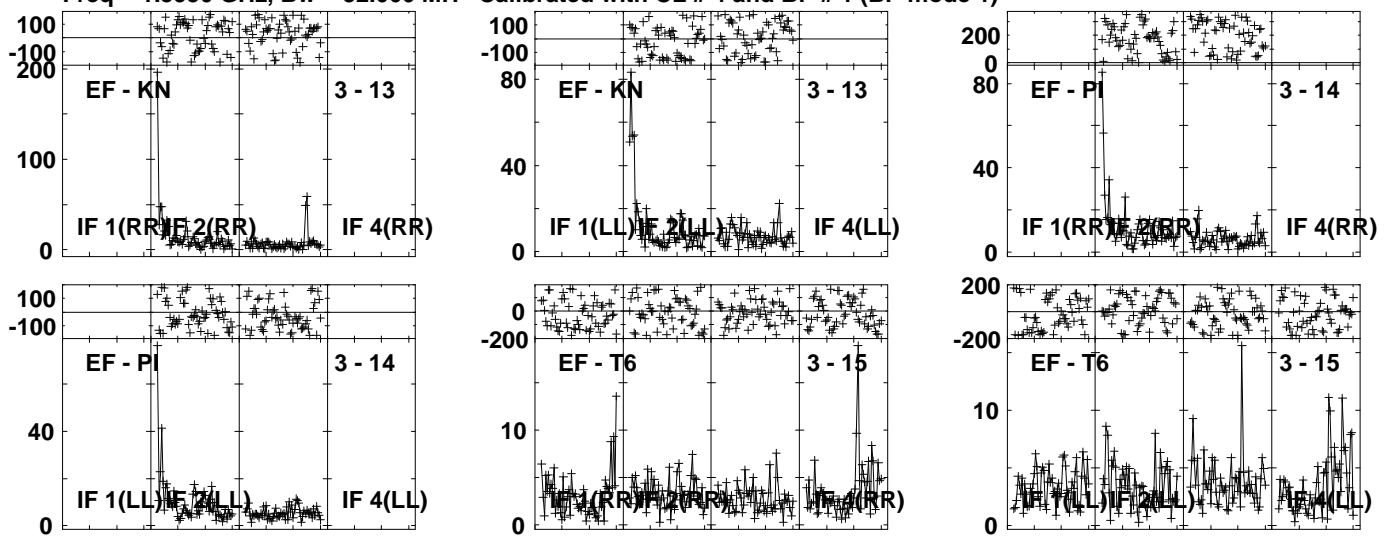 100
-100
200
100
0
EF - KN
3 - 13
IF 1(RR)
IF 2(RR)
IF 4(RR)
100
-100
80
40
0
EF - KN
3 - 13
IF 1(LL)
IF 2(LL)
IF 4(LL)
200
0
80
40
0
EF - PI
3 - 14
IF 1(RR)
IF 2(RR)
IF 4(RR)
100
-100
40
0
EF - PI
3 - 14
IF 1(LL)
IF 2(LL)
IF 4(LL)
0
-200
10
0
EF - T6
3 - 15
IF 1(RR)
IF 2(RR)
IF 4(RR)
200
-200
10
0
EF - T6
3 - 15
IF 1(LL)
IF 2(LL)
IF 4(LL)